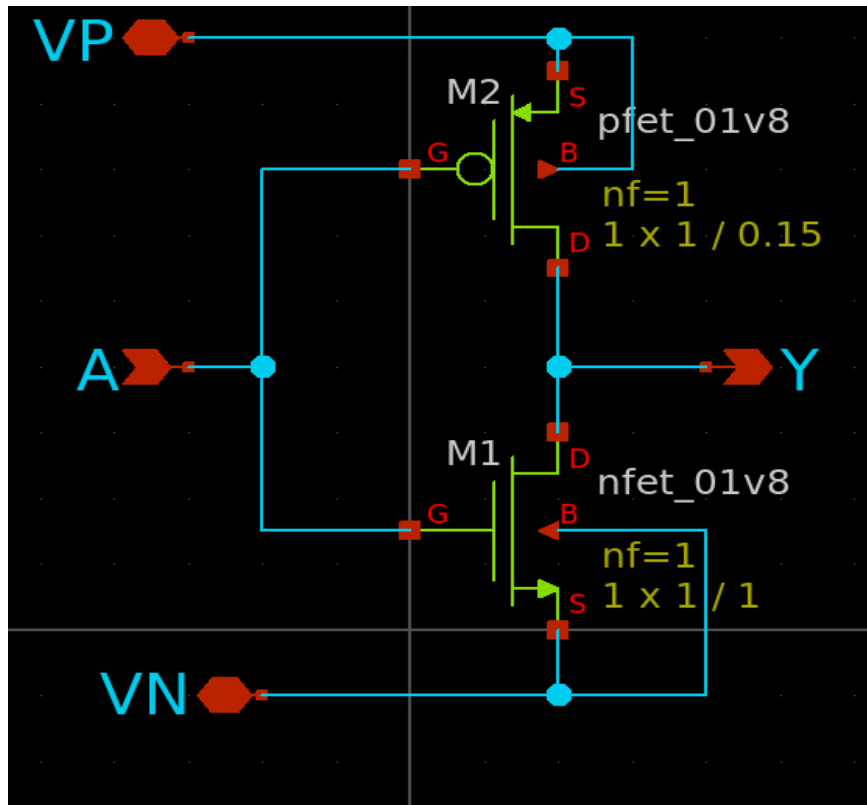 VP
M2
S
pfet_01v8
G
B
nf=1
1 x 1 / 0.15
D
A
Y
M1
D
nfet_01v8
G
B
nf=1
1 x 1 / 1
S
VN